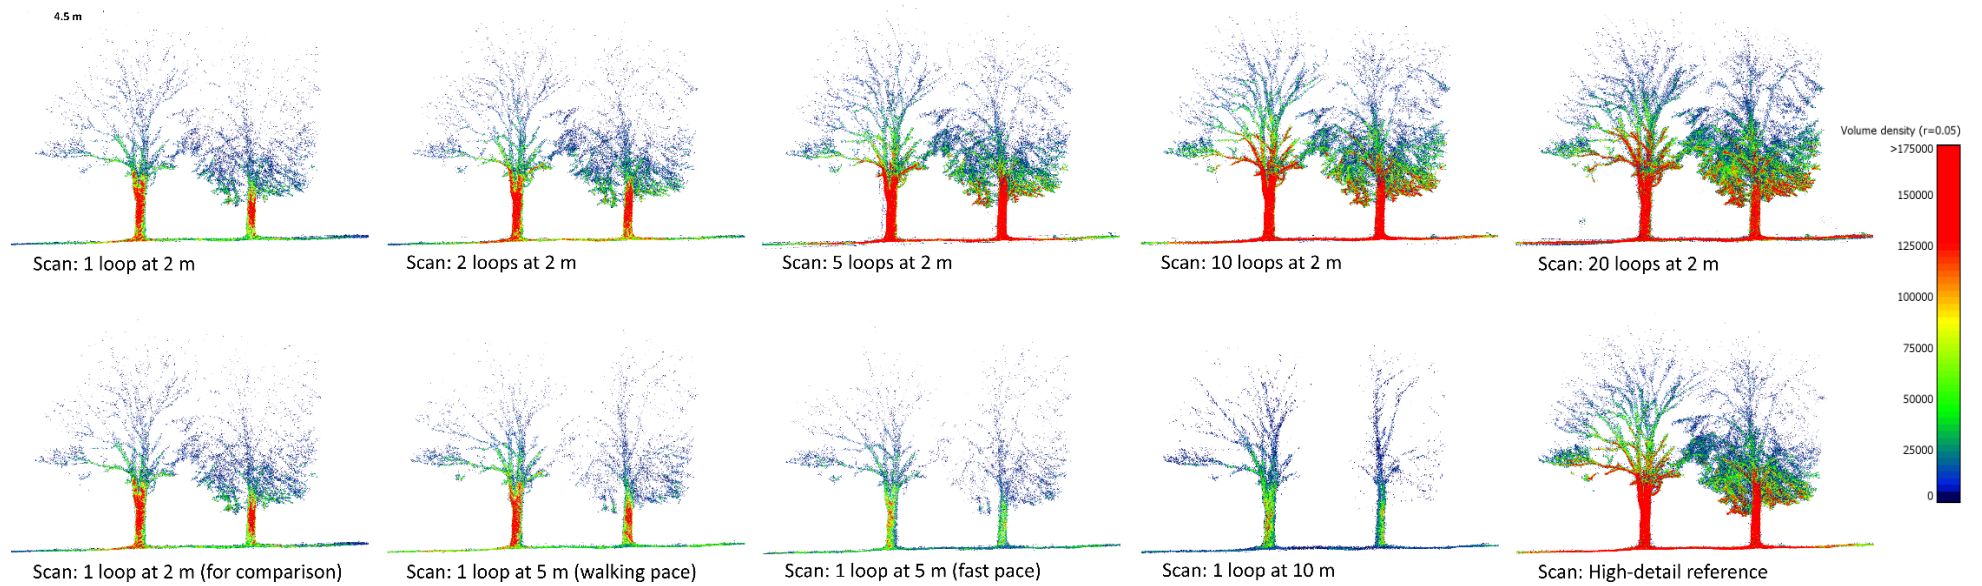 4.5 m
Scan: 1 loop at 2 m
Scan: 2 loops at 2 m
Scan: 5 loops at 2 m
Scan: 10 loops at 2 m
Scan: 20 loops at 2 m
Volume density (r=0.05)
>175000
150000
125000
100000
75000
50000
25000
0
Scan: 1 loop at 2 m (for comparison)
Scan: 1 loop at 5 m (walking pace)
Scan: 1 loop at 5 m (fast pace)
Scan: 1 loop at 10 m
Scan: High-detail reference